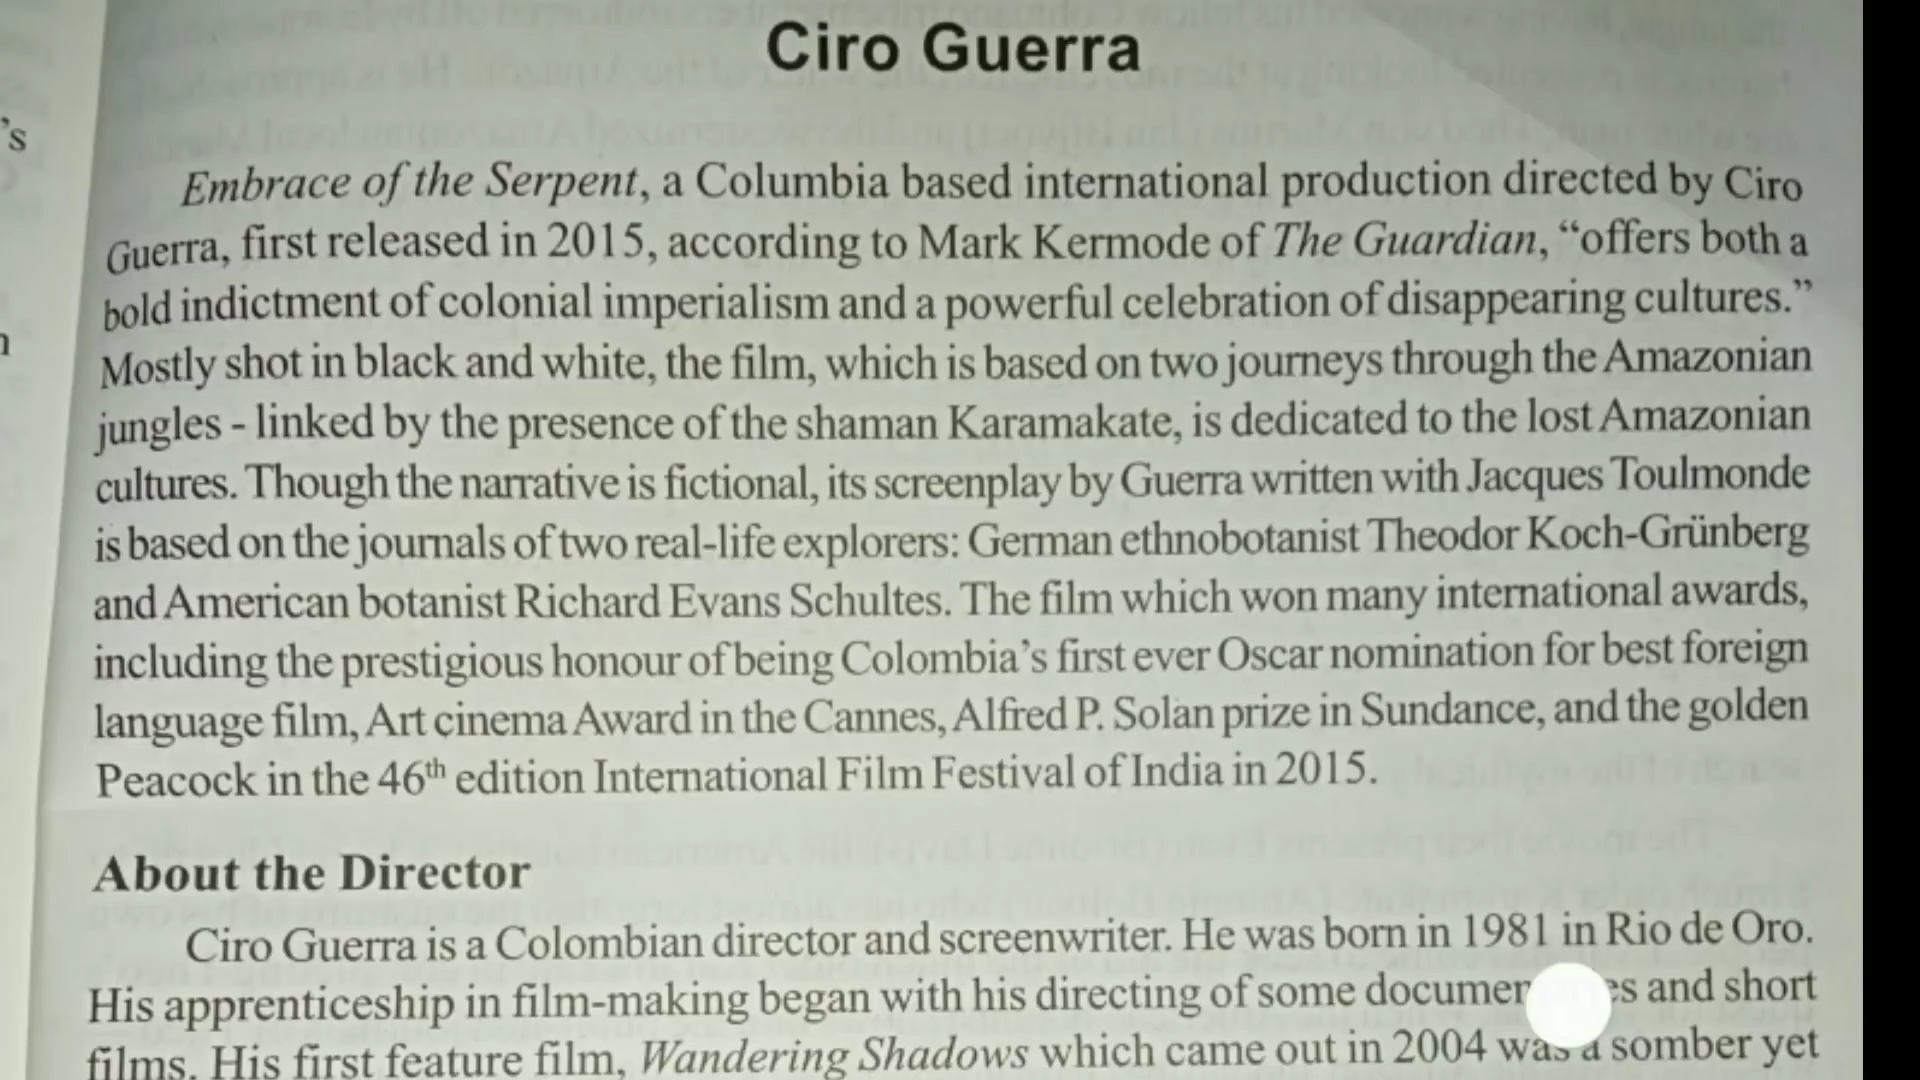 Ciro Guerra
Embrace of the Serpent, a Columbia based international production directed by Ciro
Guerra, first released in 2015, according to Mark Kermode of The Guardian, “offers both a
bold indictment of colonial imperialism and a powerful celebration of disappearing cultures.”
Mostly shot in black and white, the film, which is based on two journeys through the Amazonian
jungles - linked by the presence of the shaman Karamakate, is dedicated to the lost Amazonian
cultures. Though the narrative is fictional, its screenplay by Guerra written with Jacques Toulmonde
is based on the journals of two real-life explorers: German ethnobotanist Theodor Koch-Grünberg
and American botanist Richard Evans Schultes. The film which won many international awards,
including the prestigious honour of being Colombia’s first ever Oscar nomination for best foreign
language film, Art cinema Award in the Cannes, Alfred P. Solan prize in Sundance, and the golden
Peacock in the 46th edition International Film Festival of India in 2015.
About the Director
Ciro Guerra is a Colombian director and screenwriter. He was born in 1981 in Rio de Oro.
His apprenticeship in film-making began with his directing of some and short
films. His first feature film, Wandering Shadows which came out in 2004 was a somber yet